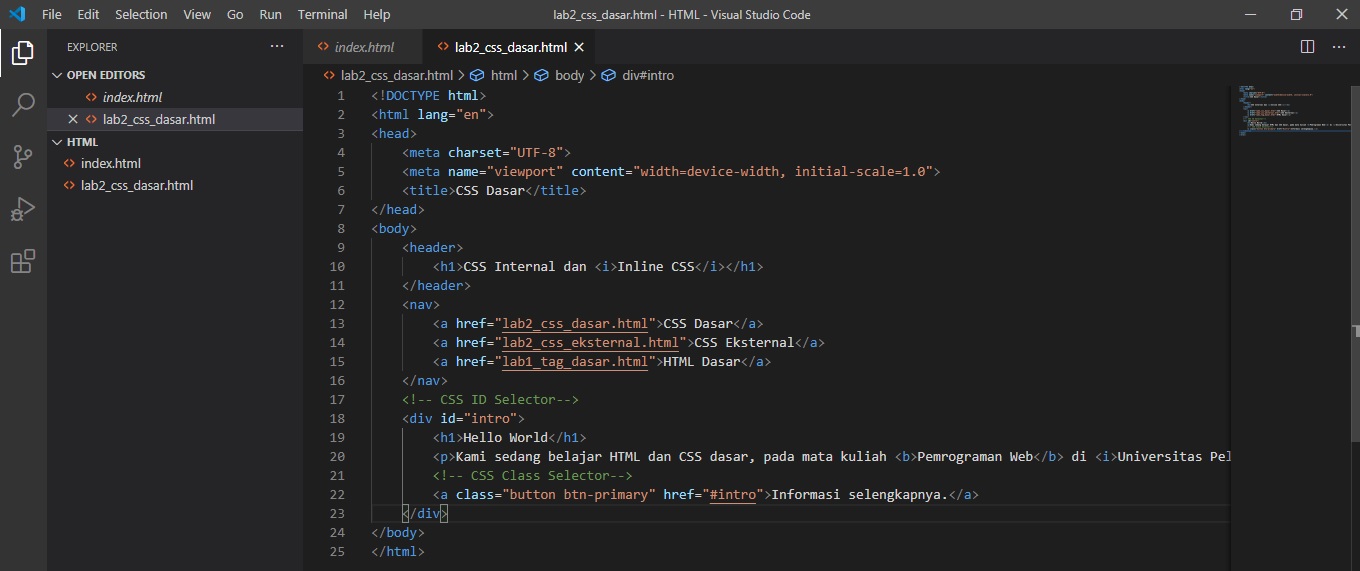 File Edit Selection View Go Run Terminal Help lab2_css_dasar.html - HTML - Visual Studio Code
EXPLORER
OPEN EDITORS
index.html
lab2_css_dasar.html
HTML
index.html
lab2_css_dasar.html
index.html lab2_css_dasar.html
lab2_css_dasar.html > html > body > div#intro
1 <!DOCTYPE html>
2 <html lang="en">
3 <head>
4 <meta charset="UTF-8">
5 <meta name="viewport" content="width=device-width, initial-scale=1.0">
6 <title>CSS Dasar</title>
7 </head>
8 <body>
9 <header>
10 <h1>CSS Internal dan <i>Inline CSS</i></h1>
11 </header>
12 <nav>
13 <a href="lab2_css_dasar.html">CSS Dasar</a>
14 <a href="lab2_css_eksternal.html">CSS Eksternal</a>
15 <a href="lab1_tag_dasar.html">HTML Dasar</a>
16 </nav>
17 <!-- CSS ID Selector-->
18 <div id="intro">
19 <h1>Hello World</h1>
20 <p>Kami sedang belajar HTML dan CSS dasar, pada mata kuliah <b>Pemrograman Web</b> di <i>Universitas Pel
21 <!-- CSS Class Selector-->
22 <a class="button btn-primary" href="#intro">Informasi selengkapnya.</a>
23 </div>
24 </body>
25 </html>